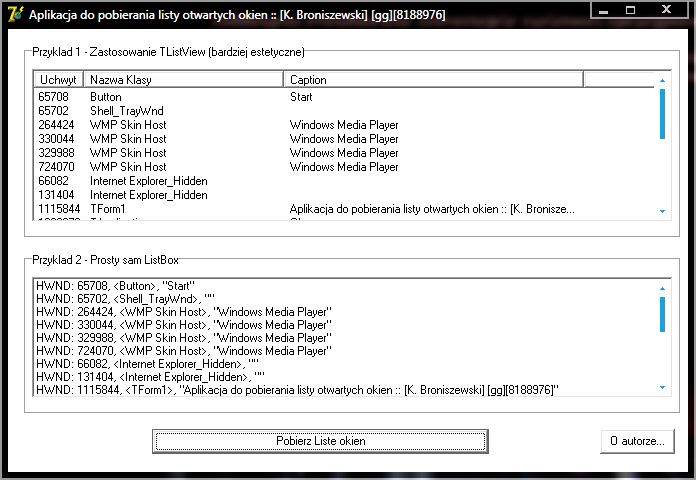 Aplikacja do pobierania listy otwartych okien :: [K. Broniszewski] [gg][8188976]
Przyklad 1 - Zastosowanie TListView (bardziej estetyczne)
Uchwyt Nazwa Klasy Caption
65708 Button Start
65702 Shell_TrayWnd
264424 WMP Skin Host Windows Media Player
330044 WMP Skin Host Windows Media Player
329988 WMP Skin Host Windows Media Player
724070 WMP Skin Host Windows Media Player
66082 Internet Explorer_Hidden
131404 Internet Explorer_Hidden
1115844 TForm1 Aplikacja do pobierania listy otwartych okien :: [K. Bronisze...
Przyklad 2 - Prosty sam ListBox
HWND: 65708, <Button>, "Start"
HWND: 65702, <Shell_TrayWnd>, ""
HWND: 264424, <WMP Skin Host>, "Windows Media Player"
HWND: 330044, <WMP Skin Host>, "Windows Media Player"
HWND: 329988, <WMP Skin Host>, "Windows Media Player"
HWND: 724070, <WMP Skin Host>, "Windows Media Player"
HWND: 66082, <Internet Explorer_Hidden>, ""
HWND: 131404, <Internet Explorer_Hidden>, ""
HWND: 1115844, <TForm1>, "Aplikacja do pobierania listy otwartych okien :: [K. Broniszewski] [gg][8188976]"
Pobierz Liste okien
O autorze...